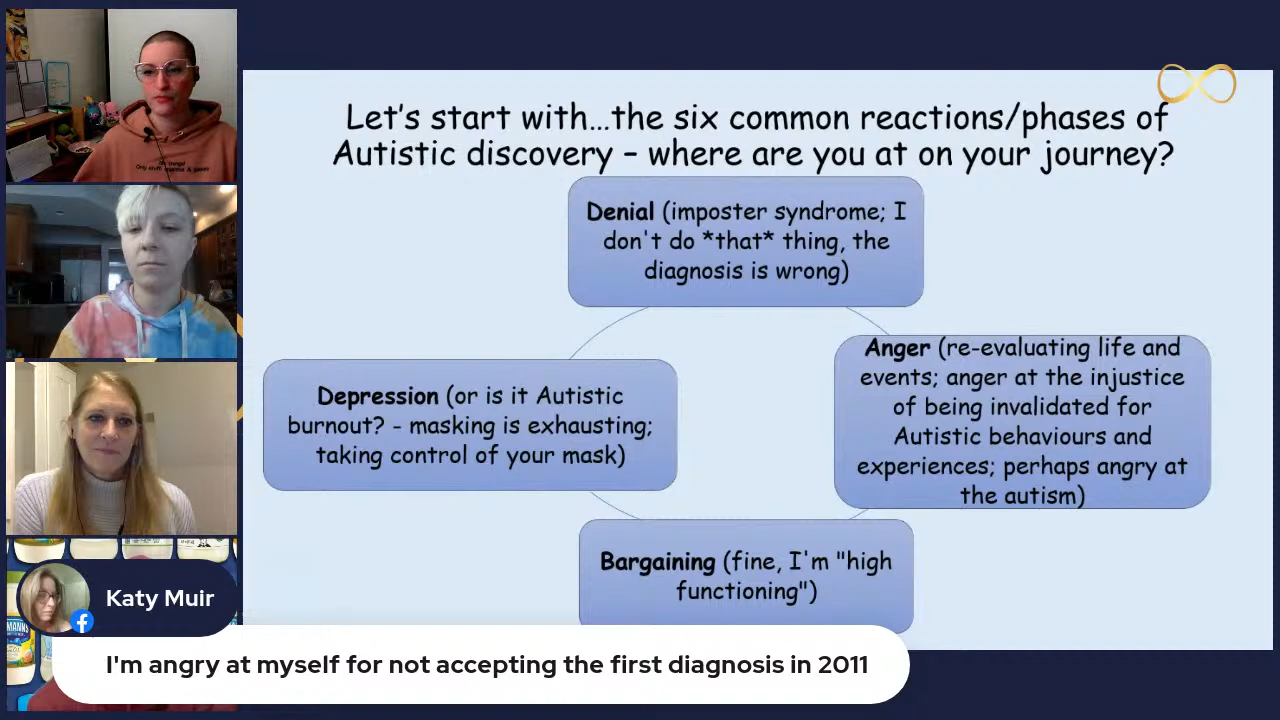 Let's start with…the six common reactions/phases of
Autistic discovery – where are you at on your journey?
Denial (imposter syndrome; I
don't do *that* thing, the
diagnosis is wrong)
Anger (re-evaluating life and
events; anger at the injustice
of being invalidated for
Autistic behaviours and
experiences; perhaps angry at
the autism)
Bargaining (fine, I'm "high
functioning")
Depression (or is it Autistic
burnout? - masking is exhausting;
taking control of your mask)
Katy Muir
I'm angry at myself for not accepting the first diagnosis in 2011